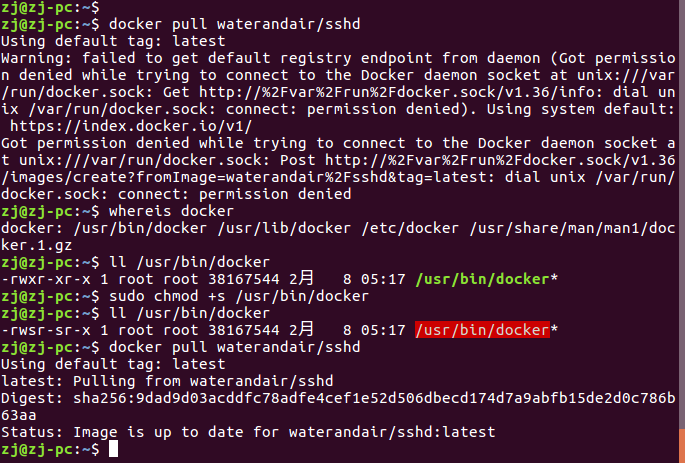 zj@zj-pc:~$
zj@zj-pc:~$ docker pull waterandair/sshd
Using default tag: latest
Warning: failed to get default registry endpoint from daemon (Got permissio
n denied while trying to connect to the Docker daemon socket at unix:///var
/run/docker.sock: Get http://%2Fvar%2Frun%2Fdocker.sock/v1.36/info: dial un
ix /var/run/docker.sock: connect: permission denied). Using system default:
 https://index.docker.io/v1/
Got permission denied while trying to connect to the Docker daemon socket a
t unix:///var/run/docker.sock: Post http://%2Fvar%2Frun%2Fdocker.sock/v1.36
/images/create?fromImage=waterandair%2Fsshd&tag=latest: dial unix /var/run/
docker.sock: connect: permission denied
zj@zj-pc:~$ whereis docker
docker: /usr/bin/docker /usr/lib/docker /etc/docker /usr/share/man/man1/doc
ker.1.gz
zj@zj-pc:~$ ll /usr/bin/docker
-rwxr-xr-x 1 root root 38167544 2月   8 05:17 /usr/bin/docker*
zj@zj-pc:~$ sudo chmod +s /usr/bin/docker
zj@zj-pc:~$ ll /usr/bin/docker
-rwsr-sr-x 1 root root 38167544 2月   8 05:17 /usr/bin/docker*
zj@zj-pc:~$ docker pull waterandair/sshd
Using default tag: latest
latest: Pulling from waterandair/sshd
Digest: sha256:9dad9d03acddfc78adfe4cef1e52d506dbecd174d7a9abfb15de2d0c786b
63aa
Status: Image is up to date for waterandair/sshd:latest
zj@zj-pc:~$